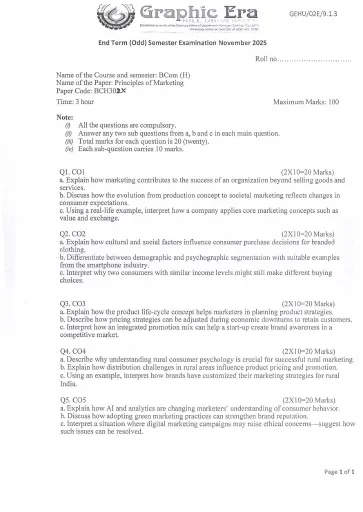 Graphic Era
HILL UNIVERSITY
GEHU/02E/9.1.3
End Term (Odd) Semester Examination November 2025
Roll no..............................
Name of the Course and semester: BCom (H)
Name of the Paper: Principles of Marketing
Paper Code: BCH302
Time: 3 hour Maximum Marks: 100
Note:
(i) All the questions are compulsory.
(ii) Answer any two sub questions from a, b and c in each main question.
(iii) Total marks for each question is 20 (twenty).
(iv) Each sub-question carries 10 marks.
Q1. CO1 (2X10=20 Marks)
a. Explain how marketing contributes to the success of an organization beyond selling goods and
services.
b. Discuss how the evolution from production concept to societal marketing reflects changes in
consumer expectations.
c. Using a real-life example, interpret how a company applies core marketing concepts such as
value and exchange.
Q2. CO2 (2X10=20 Marks)
a. Explain how cultural and social factors influence consumer purchase decisions for branded
clothing.
b. Differentiate between demographic and psychographic segmentation with suitable examples
from the smartphone industry.
c. Interpret why two consumers with similar income levels might still make different buying
choices.
Q3. CO3 (2X10=20 Marks)
a. Explain how the product life-cycle concept helps marketers in planning product strategies.
b. Describe how pricing strategies can be adjusted during economic downturns to retain customers.
c. Interpret how an integrated promotion mix can help a start-up create brand awareness in a
competitive market.
Q4. CO4 (2X10=20 Marks)
a. Describe why understanding rural consumer psychology is crucial for successful rural marketing.
b. Explain how distribution challenges in rural areas influence product pricing and promotion.
c. Using an example, interpret how brands have customized their marketing strategies for rural
India.
Q5. CO5 (2X10=20 Marks)
a. Explain how AI and analytics are changing marketers' understanding of consumer behavior.
b. Discuss how adopting green marketing practices can strengthen brand reputation.
c. Interpret a situation where digital marketing campaigns may raise ethical concerns—suggest how
such issues can be resolved.
Page 1 of 1